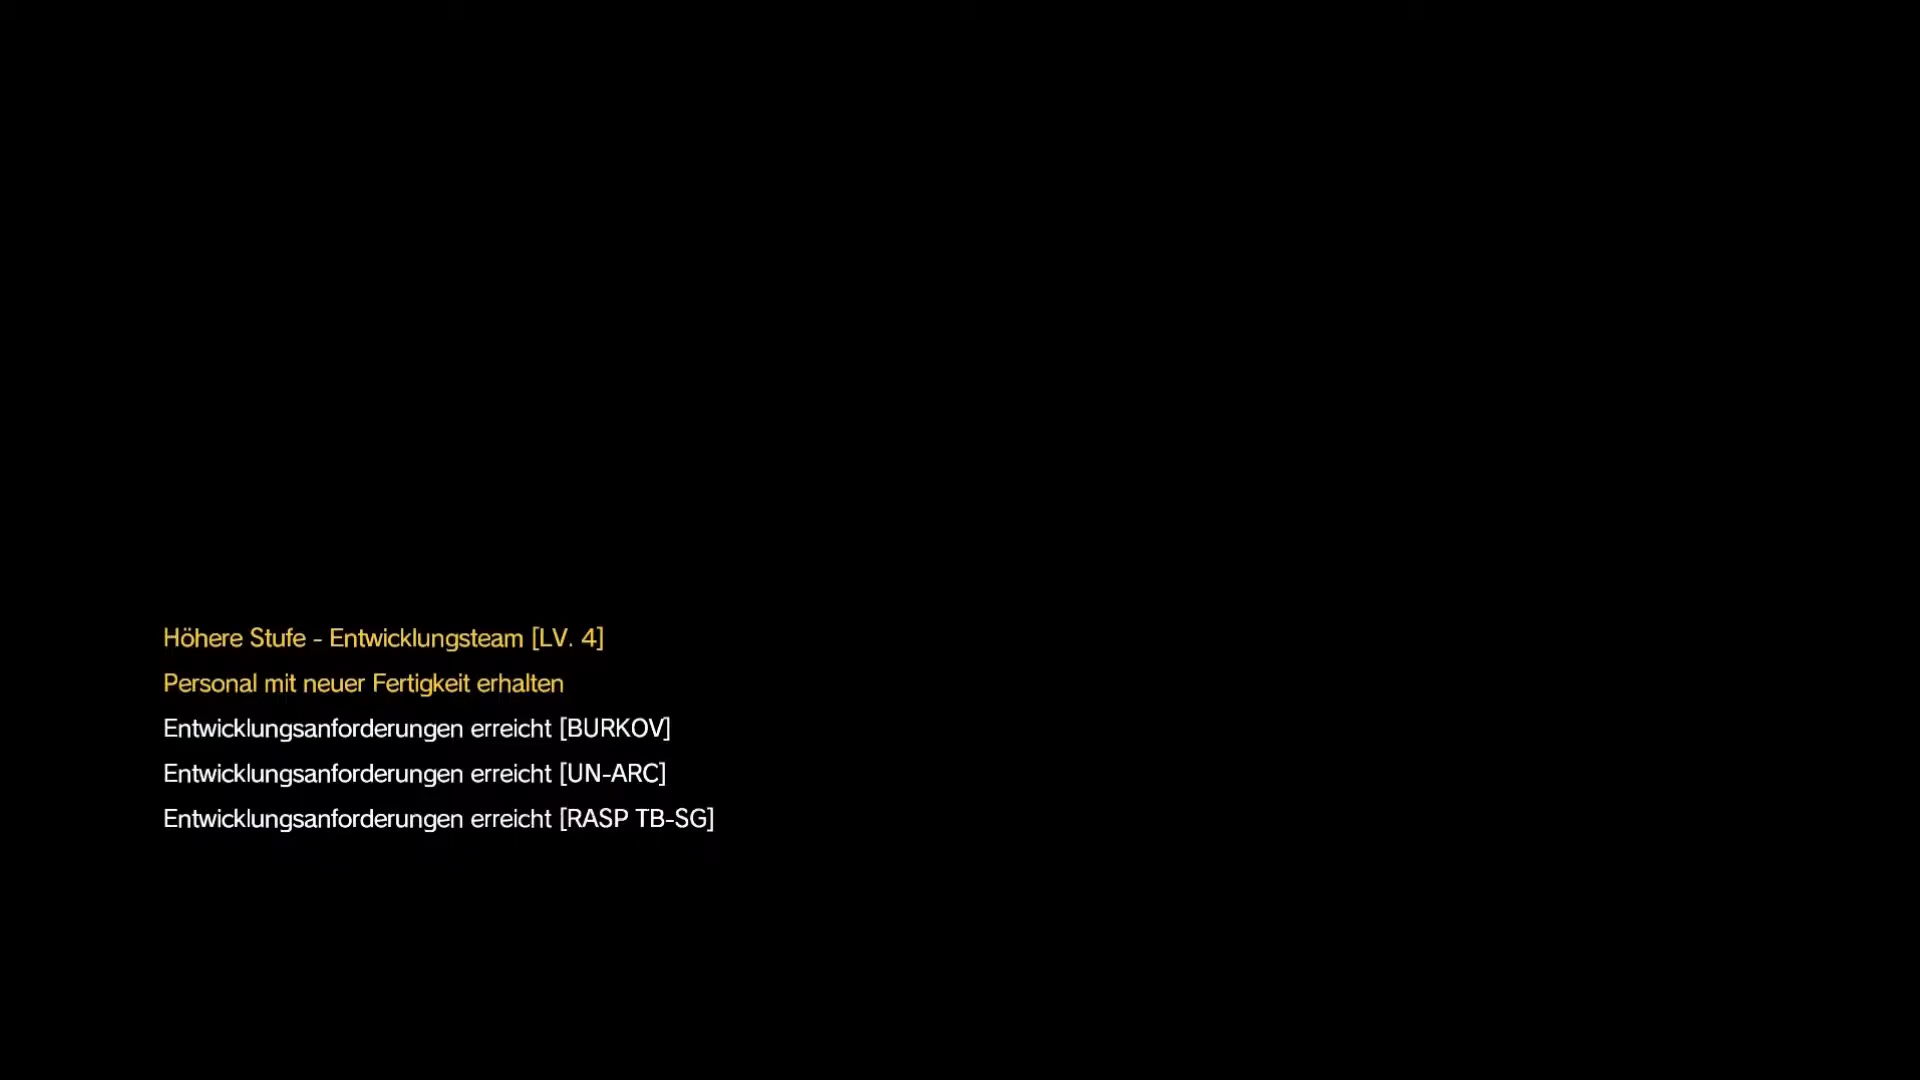 Höhere Stufe - Entwicklungsteam [LV. 4]
Personal mit neuer Fertigkeit erhalten
Entwicklungsanforderungen erreicht [BURKOV]
Entwicklungsanforderungen erreicht [UN-ARC]
Entwicklungsanforderungen erreicht [RASP TB-SG]